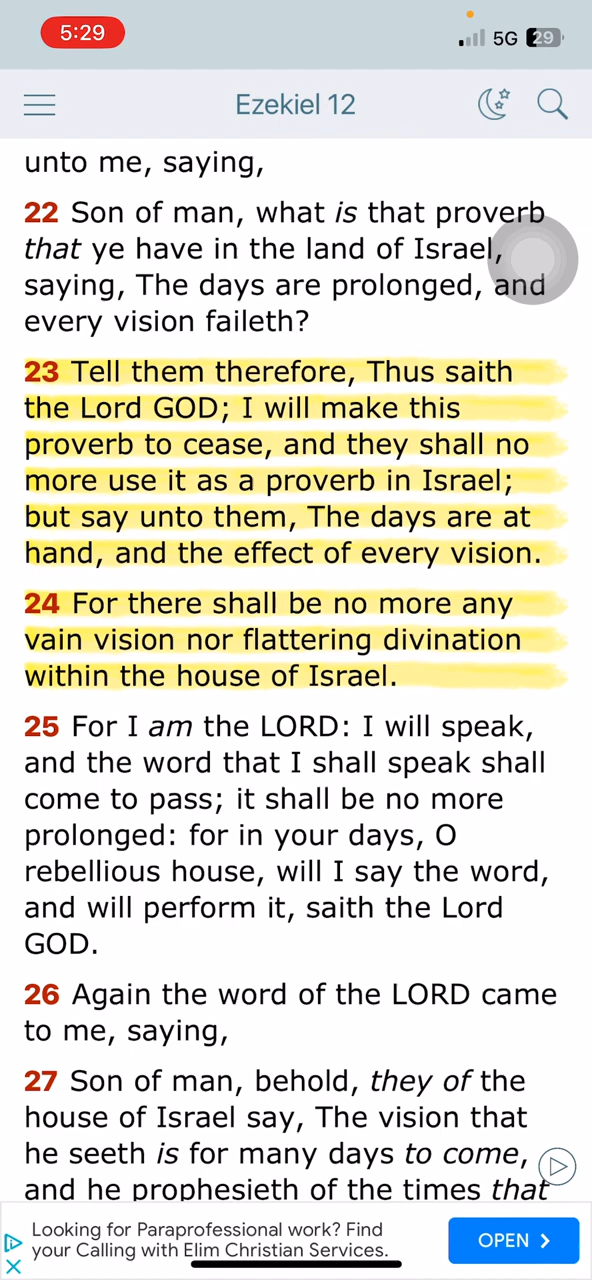 5:29
5G 29
Ezekiel 12
unto me, saying,
22 Son of man, what is that proverb
that ye have in the land of Israel,
saying, The days are prolonged, and
every vision faileth?
23 Tell them therefore, Thus saith
the Lord GOD; I will make this
proverb to cease, and they shall no
more use it as a proverb in Israel;
but say unto them, The days are at
hand, and the effect of every vision.
24 For there shall be no more any
vain vision nor flattering divination
within the house of Israel.
25 For I am the LORD: I will speak,
and the word that I shall speak shall
come to pass; it shall be no more
prolonged: for in your days, O
rebellious house, will I say the word,
and will perform it, saith the Lord
GOD.
26 Again the word of the LORD came
to me, saying,
27 Son of man, behold, they of the
house of Israel say, The vision that
he seeth is for many days to come,
and he prophesieth of the times that
Looking for Paraprofessional work? Find
your Calling with Elim Christian Services.
OPEN